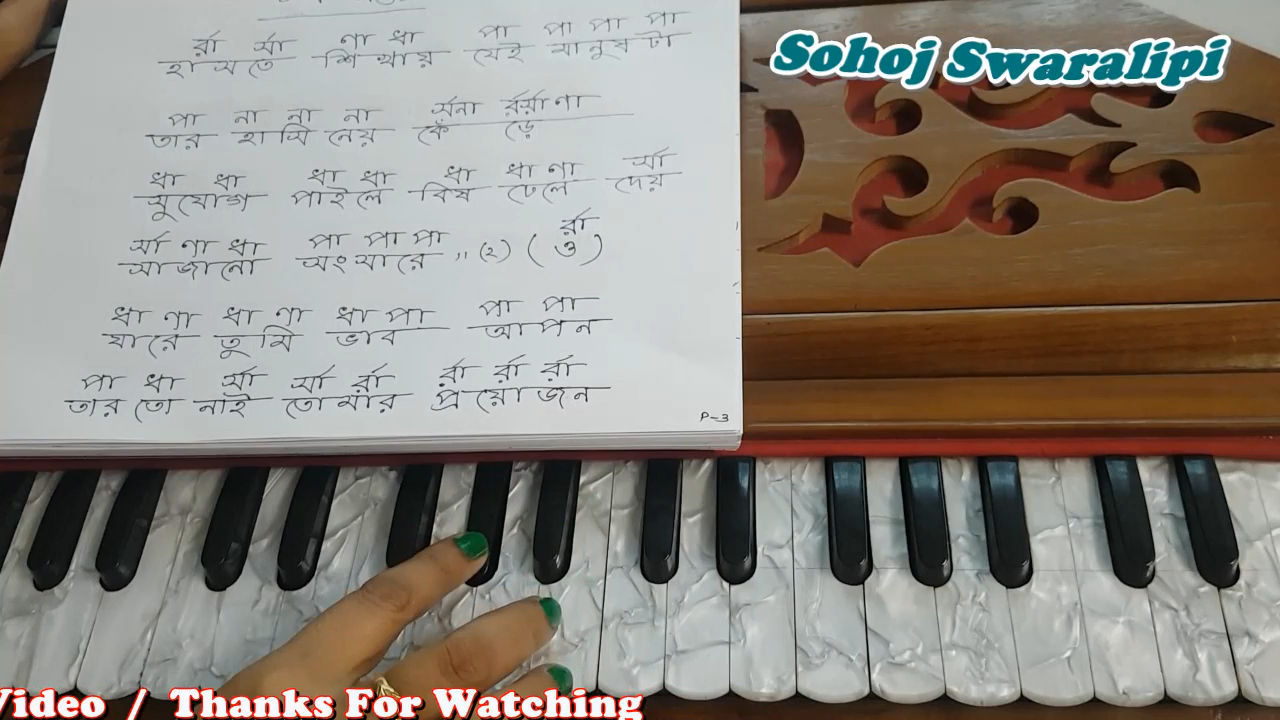 Sohoj Swaralipi
র্রা র্সা ণা ধা পা পা পা পা
হাসতে শিখায় যেই মানুষটা
পা না না না র্সনা র্রর্রা ণা
তার হাসি নেয় কে ড়ে
ধা ধা ধা ধা ধা ধা ণা র্সা
সুযোগ পাইলে বিষ ঢেলে দেয়
র্সা ণা ধা পা পা পা র্রা
সাজানো সংসারে ,, (২) (ও)
ধা ণা ধা ণা ধা পা পা পা
যারে তুমি ভাব আপন
পা ধা র্সা র্সা র্রা র্রা র্রা র্রা
তার তো নাই তোমার প্রয়োজন
P-3
Video / Thanks For Watching